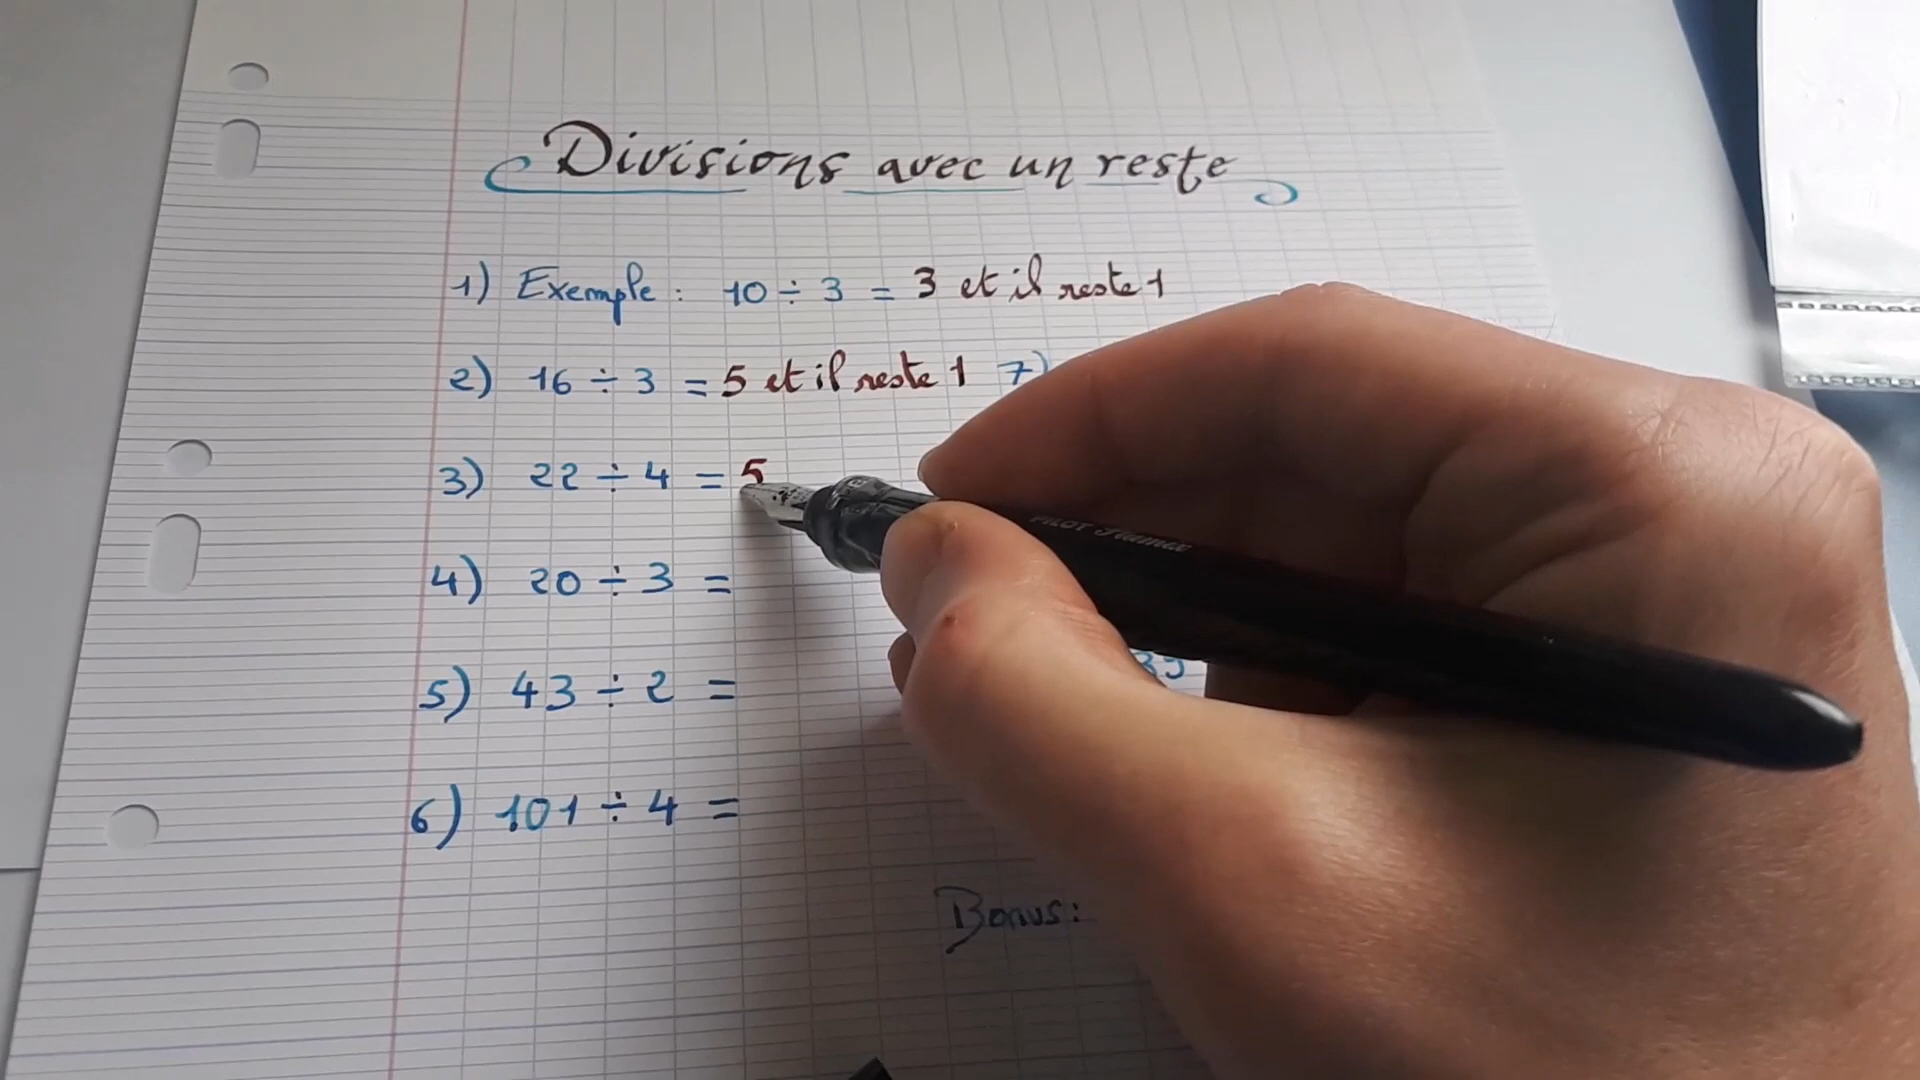 Divisions avec un reste
1) Exemple : 10 ÷ 3 = 3 et il reste 1
2) 16 ÷ 3 = 5 et il reste 1 7)
3) 22 ÷ 4 = 5
4) 20 ÷ 3 =
5) 43 ÷ 2 =
6) 101 ÷ 4 =
Bonus :
PILOT